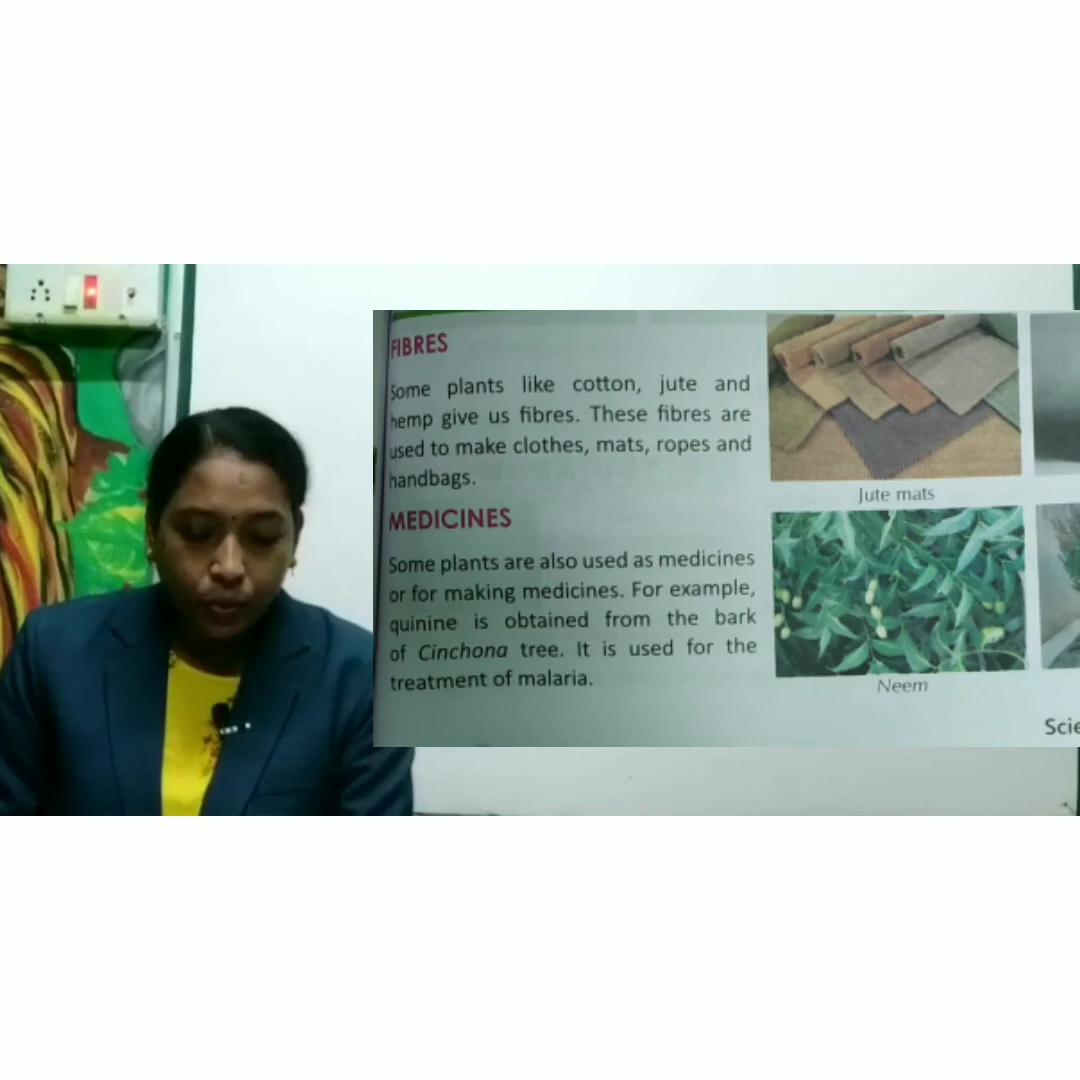 FIBRES
Some plants like cotton, jute and
hemp give us fibres. These fibres are
used to make clothes, mats, ropes and
handbags.
Jute mats
MEDICINES
Some plants are also used as medicines
or for making medicines. For example,
quinine is obtained from the bark
of Cinchona tree. It is used for the
treatment of malaria.
Neem
Scie